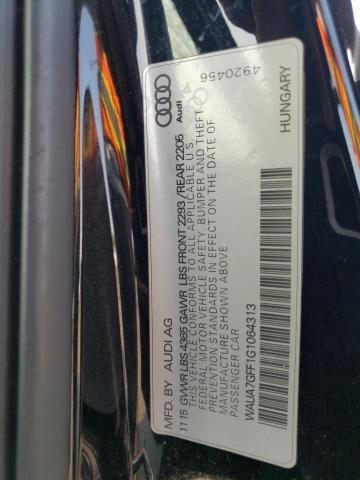 Audi
4920456
MFD. BY AUDI AG
HUNGARY
11 15 GVWR LBS 4365 GAWR LBS FRONT 2293 / REAR 2205
THIS VEHICLE CONFORMS TO ALL APPLICABLE U.S.
FEDERAL MOTOR VEHICLE SAFETY, BUMPER AND THEFT
PREVENTION STANDARDS IN EFFECT ON THE DATE OF
MANUFACTURE SHOWN ABOVE
PASSENGER CAR
WAUA7GFF1G1064313